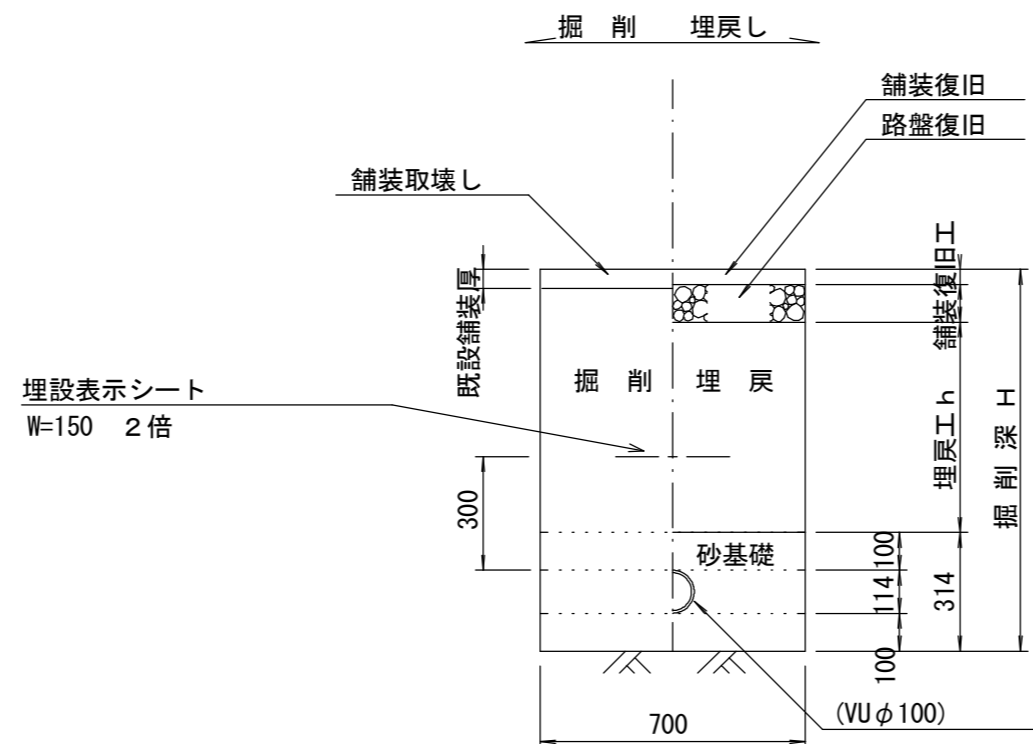 掘 削 埋戻し
舗装復旧
路盤復旧
舗装取壊し
既設舗装厚
舗装復旧工
掘 削 埋 戻
埋設表示シート
W=150 2倍
埋戻工 h
掘 削 深 H
300
砂基礎
100
114
314
100
700
(VUφ100)